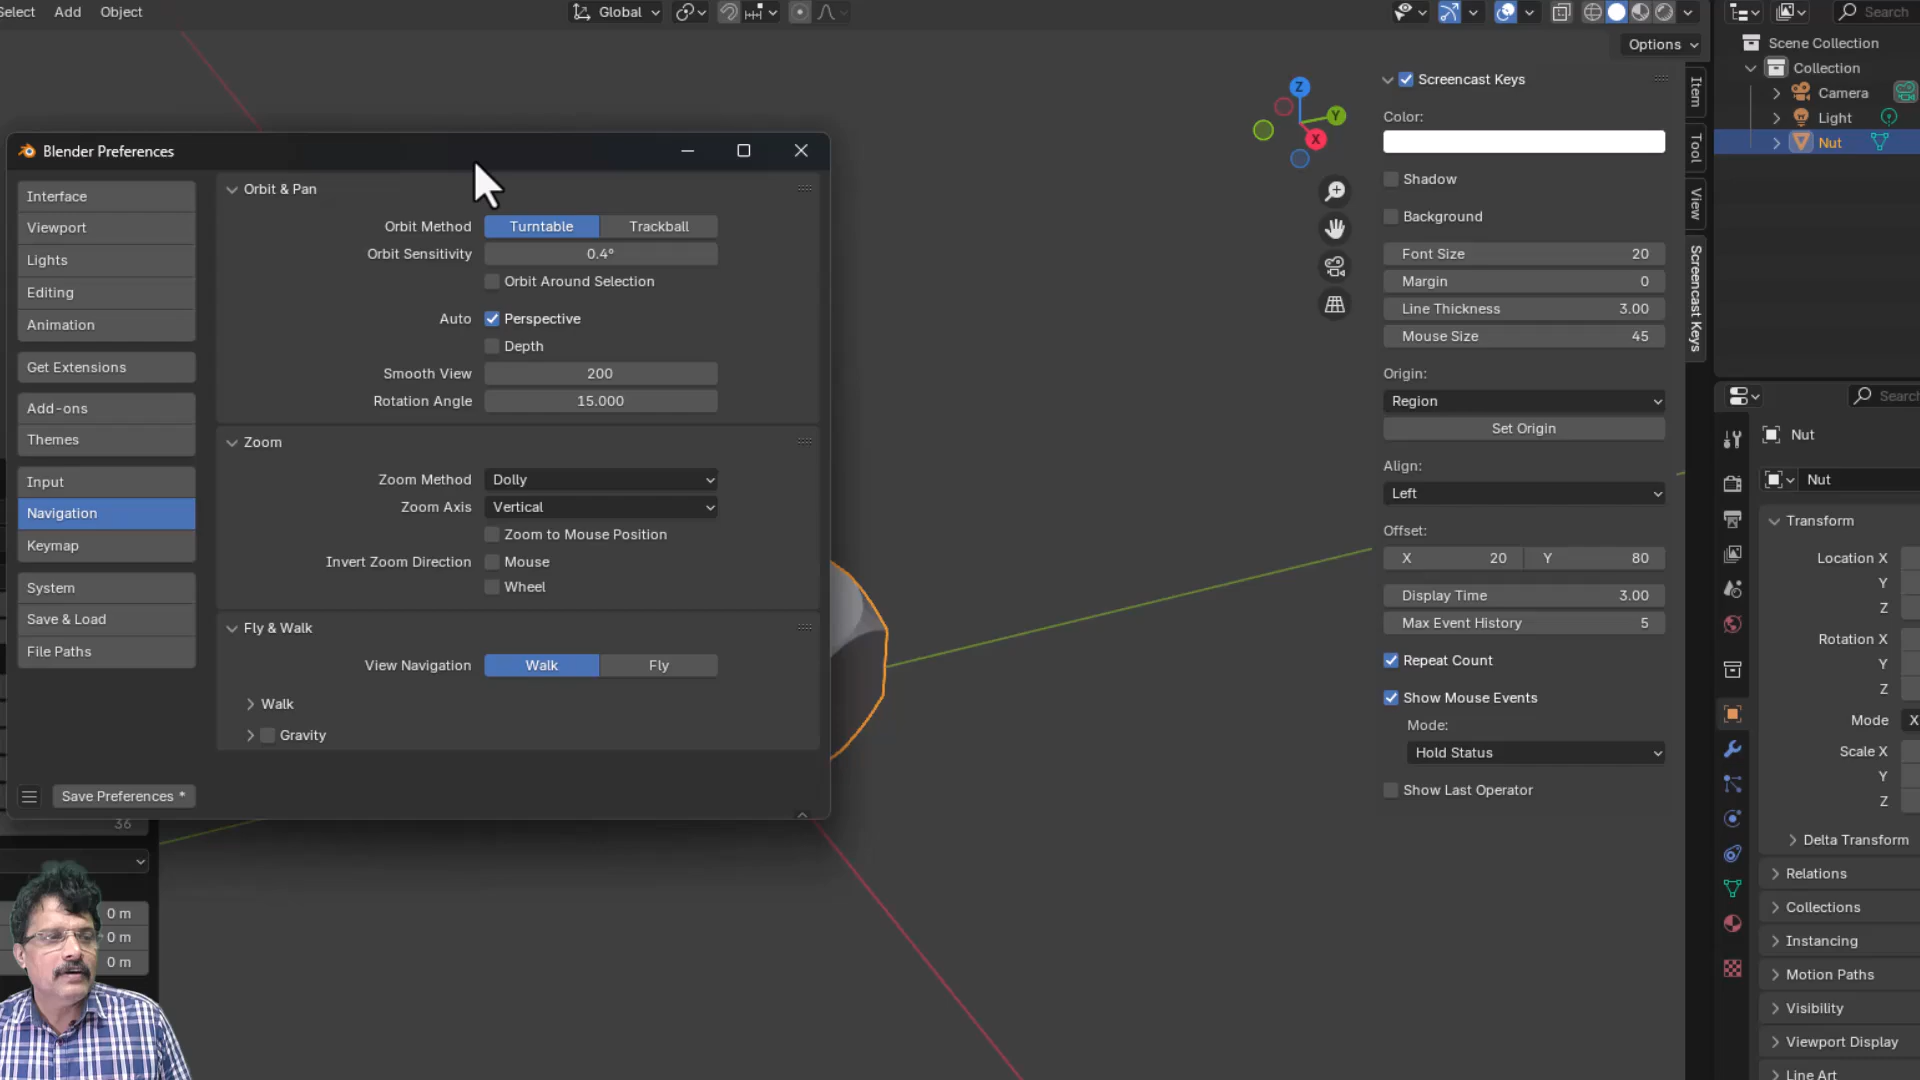 Select Add Object
Global
Options
Blender Preferences
Interface
Viewport
Lights
Editing
Animation
Get Extensions
Add-ons
Themes
Input
Navigation
Keymap
System
Save & Load
File Paths
Save Preferences *
Orbit & Pan
Orbit Method Turntable Trackball
Orbit Sensitivity 0.4°
Orbit Around Selection
Auto Perspective
Depth
Smooth View 200
Rotation Angle 15.000
Zoom
Zoom Method Dolly
Zoom Axis Vertical
Zoom to Mouse Position
Invert Zoom Direction Mouse
Wheel
Fly & Walk
View Navigation Walk Fly
Walk
Gravity
36
0 m
0 m
0 m
Z
Y
X
Screencast Keys
Color:
Shadow
Background
Font Size 20
Margin 0
Line Thickness 3.00
Mouse Size 45
Origin:
Region
Set Origin
Align:
Left
Offset:
X 20 Y 80
Display Time 3.00
Max Event History 5
Repeat Count
Show Mouse Events
Mode:
Hold Status
Show Last Operator
Item
Tool
View
Screencast Keys
Search
Scene Collection
Collection
Camera
Light
Nut
Search
Nut
Nut
Transform
Location X
Y
Z
Rotation X
Y
Z
Mode X
Scale X
Y
Z
Delta Transform
Relations
Collections
Instancing
Motion Paths
Visibility
Viewport Display
Line Art